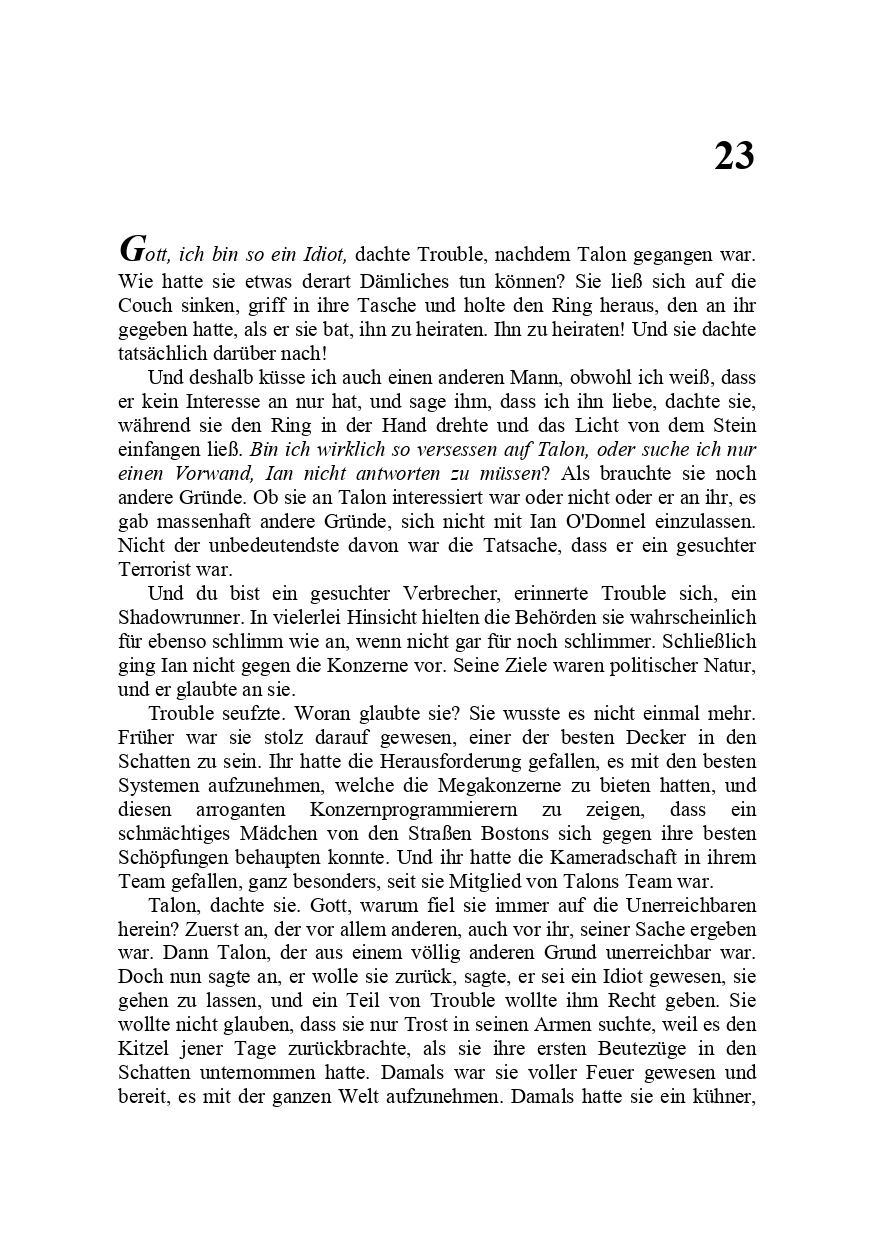 23
Gott, ich bin so ein Idiot, dachte Trouble, nachdem Talon gegangen war.
Wie hatte sie etwas derart Dämliches tun können? Sie ließ sich auf die
Couch sinken, griff in ihre Tasche und holte den Ring heraus, den an ihr
gegeben hatte, als er sie bat, ihn zu heiraten. Ihn zu heiraten! Und sie dachte
tatsächlich darüber nach!
Und deshalb küsse ich auch einen anderen Mann, obwohl ich weiß, dass
er kein Interesse an nur hat, und sage ihm, dass ich ihn liebe, dachte sie,
während sie den Ring in der Hand drehte und das Licht von dem Stein
einfangen ließ. Bin ich wirklich so versessen auf Talon, oder suche ich nur
einen Vorwand, Ian nicht antworten zu müssen? Als brauchte sie noch
andere Gründe. Ob sie an Talon interessiert war oder nicht oder er an ihr, es
gab massenhaft andere Gründe, sich nicht mit Ian O'Donnel einzulassen.
Nicht der unbedeutendste davon war die Tatsache, dass er ein gesuchter
Terrorist war.
Und du bist ein gesuchter Verbrecher, erinnerte Trouble sich, ein
Shadowrunner. In vielerlei Hinsicht hielten die Behörden sie wahrscheinlich
für ebenso schlimm wie an, wenn nicht gar für noch schlimmer. Schließlich
ging Ian nicht gegen die Konzerne vor. Seine Ziele waren politischer Natur,
und er glaubte an sie.
Trouble seufzte. Woran glaubte sie? Sie wusste es nicht einmal mehr.
Früher war sie stolz darauf gewesen, einer der besten Decker in den
Schatten zu sein. Ihr hatte die Herausforderung gefallen, es mit den besten
Systemen aufzunehmen, welche die Megakonzerne zu bieten hatten, und
diesen arroganten Konzernprogrammierern zu zeigen, dass ein
schmächtiges Mädchen von den Straßen Bostons sich gegen ihre besten
Schöpfungen behaupten konnte. Und ihr hatte die Kameradschaft in ihrem
Team gefallen, ganz besonders, seit sie Mitglied von Talons Team war.
Talon, dachte sie. Gott, warum fiel sie immer auf die Unerreichbaren
herein? Zuerst an, der vor allem anderen, auch vor ihr, seiner Sache ergeben
war. Dann Talon, der aus einem völlig anderen Grund unerreichbar war.
Doch nun sagte an, er wolle sie zurück, sagte, er sei ein Idiot gewesen, sie
gehen zu lassen, und ein Teil von Trouble wollte ihm Recht geben. Sie
wollte nicht glauben, dass sie nur Trost in seinen Armen suchte, weil es den
Kitzel jener Tage zurückbrachte, als sie ihre ersten Beutezüge in den
Schatten unternommen hatte. Damals war sie voller Feuer gewesen und
bereit, es mit der ganzen Welt aufzunehmen. Damals hatte sie ein kühner,